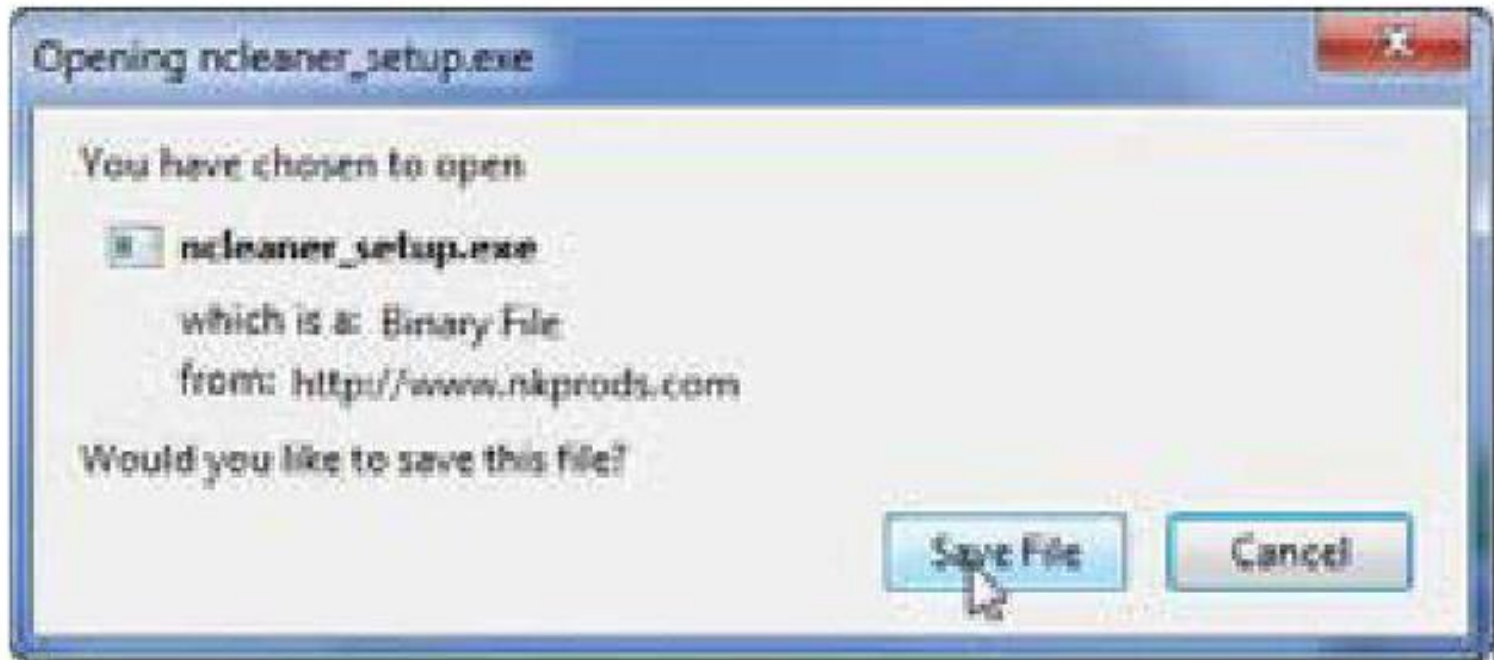 Opening ncleaner_setup.exe
You have chosen to open
ncleaner_setup.exe
which is a: Binary File
from: http://www.nkprods.com
Would you like to save this file?
Save File Cancel